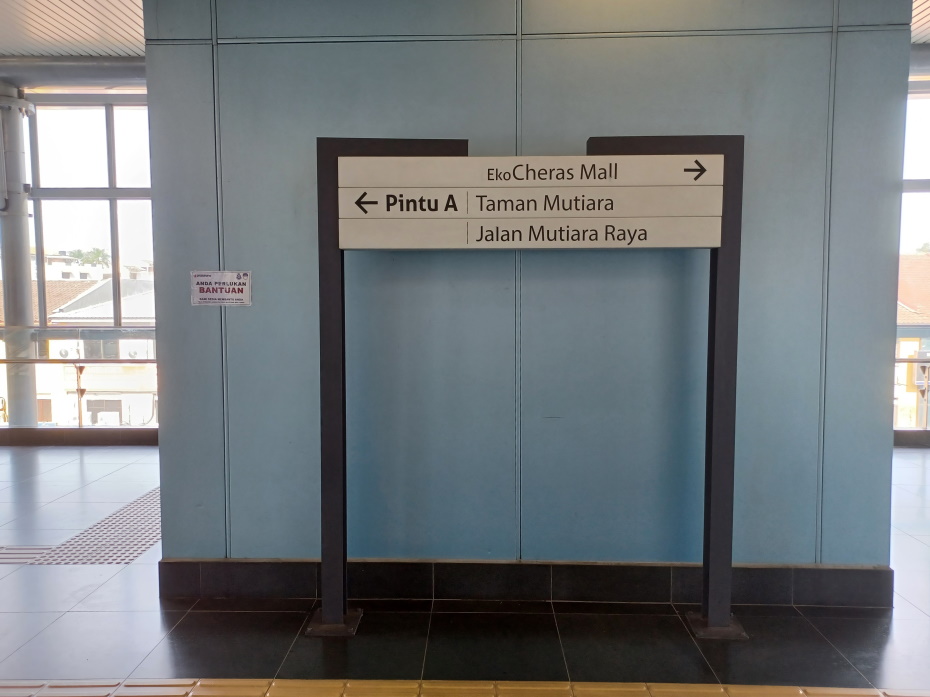 EkoCheras Mall →
← Pintu A | Taman Mutiara
| Jalan Mutiara Raya
ANDA PERLUKAN
BANTUAN